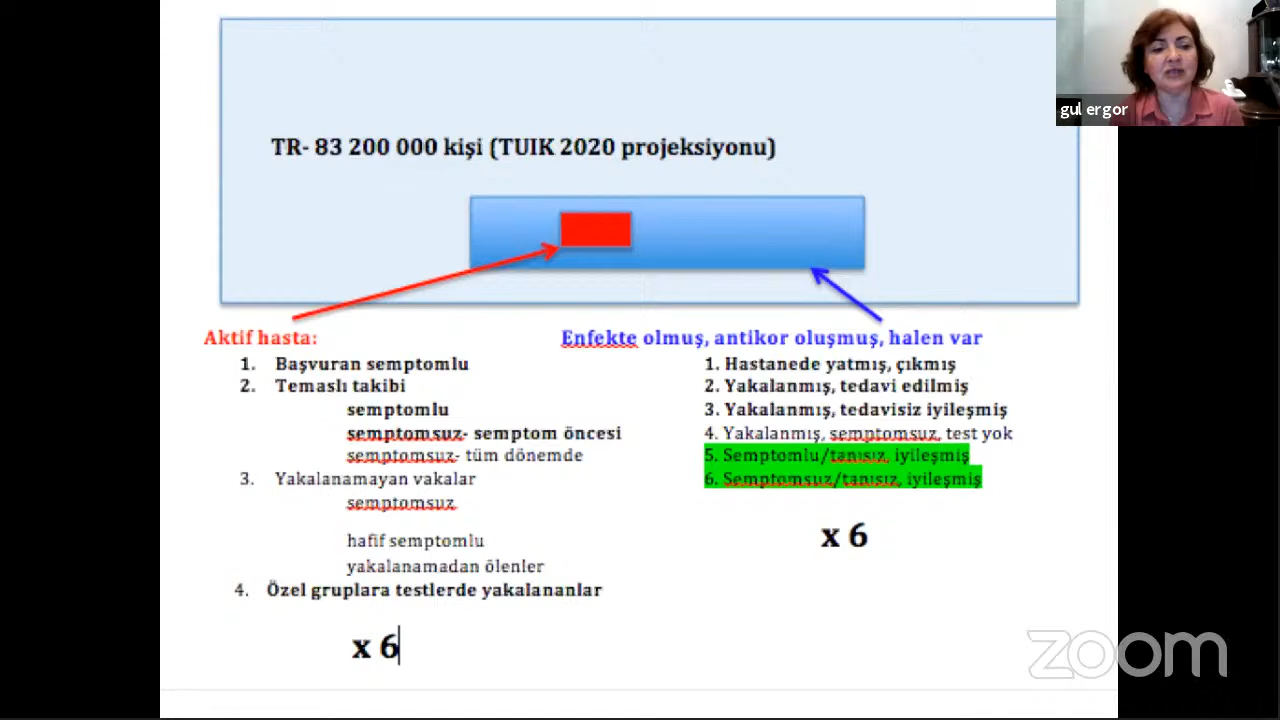 gul ergor
TR- 83 200 000 kişi (TUIK 2020 projeksiyonu)
Aktif hasta:
1. Başvuran semptomlu
2. Temaslı takibi
semptomlu
semptomsuz- semptom öncesi
semptomsuz- tüm dönemde
3. Yakalanamayan vakalar
semptomsuz
hafif semptomlu
yakalanamadan ölenler
4. Özel gruplara testlerde yakalananlar
x 6
Enfekte olmuş, antikor oluşmuş, halen var
1. Hastanede yatmış, çıkmış
2. Yakalanmış, tedavi edilmiş
3. Yakalanmış, tedavisiz iyileşmiş
4. Yakalanmış, semptomsuz, test yok
5. Semptomlu/tanısız, iyileşmiş
6. Semptomsuz/tanısız, iyileşmiş
x 6
zoom